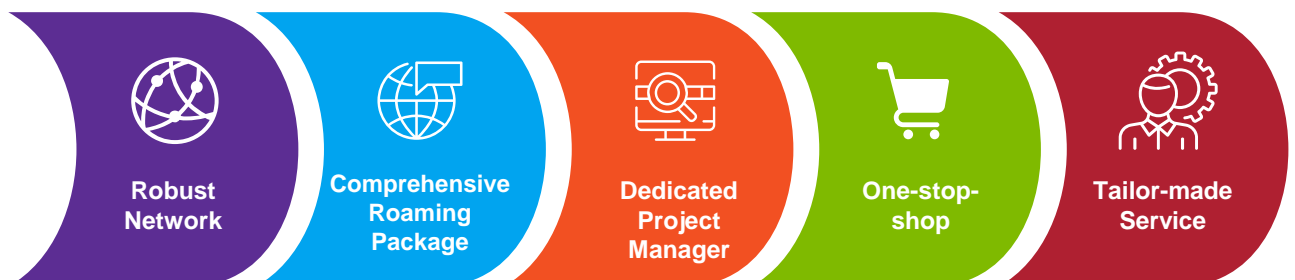 Robust
Network
Comprehensive
Roaming
Package
Dedicated
Project
Manager
One-stop-
shop
Tailor-made
Service